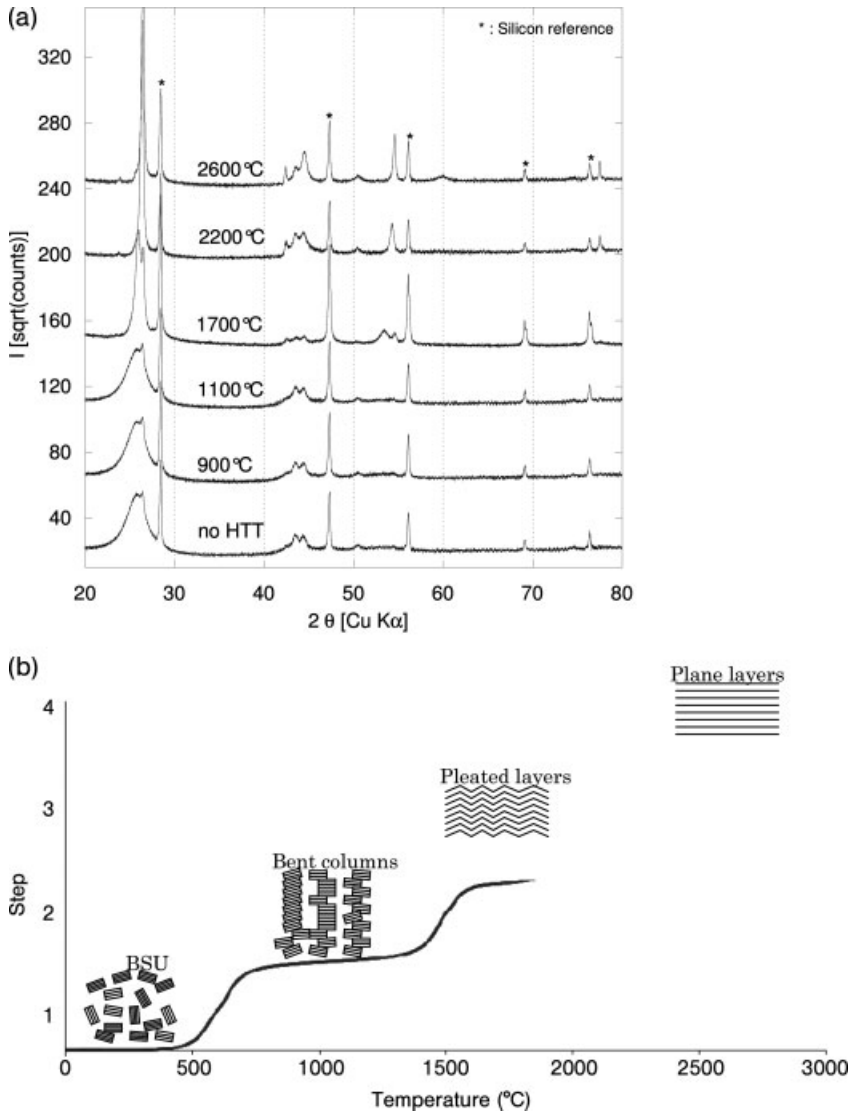 (a)
* : Silicon reference
320
280
240
200
160
120
80
40
I [sqrt(counts)]
2600°C
2200°C
1700°C
1100°C
900°C
no HTT
* * * * *
20 30 40 50 60 70 80
2 θ [Cu Kα]
(b)
Plane layers
4
Pleated layers
3
Bent columns
Step
2
BSU
1
0 500 1000 1500 2000 2500 3000
Temperature (°C)